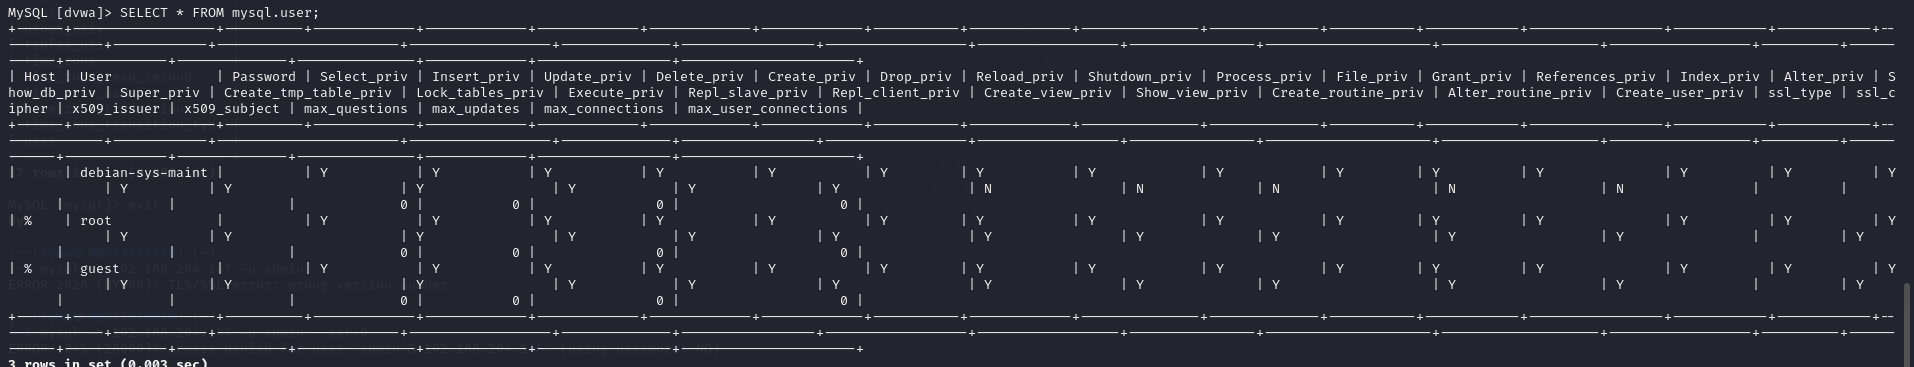 MySQL [dvwa]> SELECT * FROM mysql.user;
| Host | User | Password | Select_priv | Insert_priv | Update_priv | Delete_priv | Create_priv | Drop_priv | Reload_priv | Shutdown_priv | Process_priv | File_priv | Grant_priv | References_priv | Index_priv | Alter_priv | S
how_db_priv | Super_priv | Create_tmp_table_priv | Lock_tables_priv | Execute_priv | Repl_slave_priv | Repl_client_priv | Create_view_priv | Show_view_priv | Create_routine_priv | Alter_routine_priv | Create_user_priv | ssl_type | ssl_c
ipher | x509_issuer | x509_subject | max_questions | max_updates | max_connections | max_user_connections |
| | debian-sys-maint | | Y | Y | Y | Y | Y | Y | Y | Y | Y | Y | Y | Y | Y | Y | Y
| Y | Y | Y | Y | Y | Y | N | N | N | N | N | | |
| | | 0 | 0 | 0 | 0 |
| % | root | | Y | Y | Y | Y | Y | Y | Y | Y | Y | Y | Y | Y | Y | Y | Y
| Y | Y | Y | Y | Y | Y | Y | Y | Y | Y | Y | | Y
| | | 0 | 0 | 0 | 0 |
| % | guest | | Y | Y | Y | Y | Y | Y | Y | Y | Y | Y | Y | Y | Y | Y | Y
| Y | Y | Y | Y | Y | Y | Y | Y | Y | Y | Y | | Y
| | | 0 | 0 | 0 | 0 |
3 rows in set (0.003 sec)